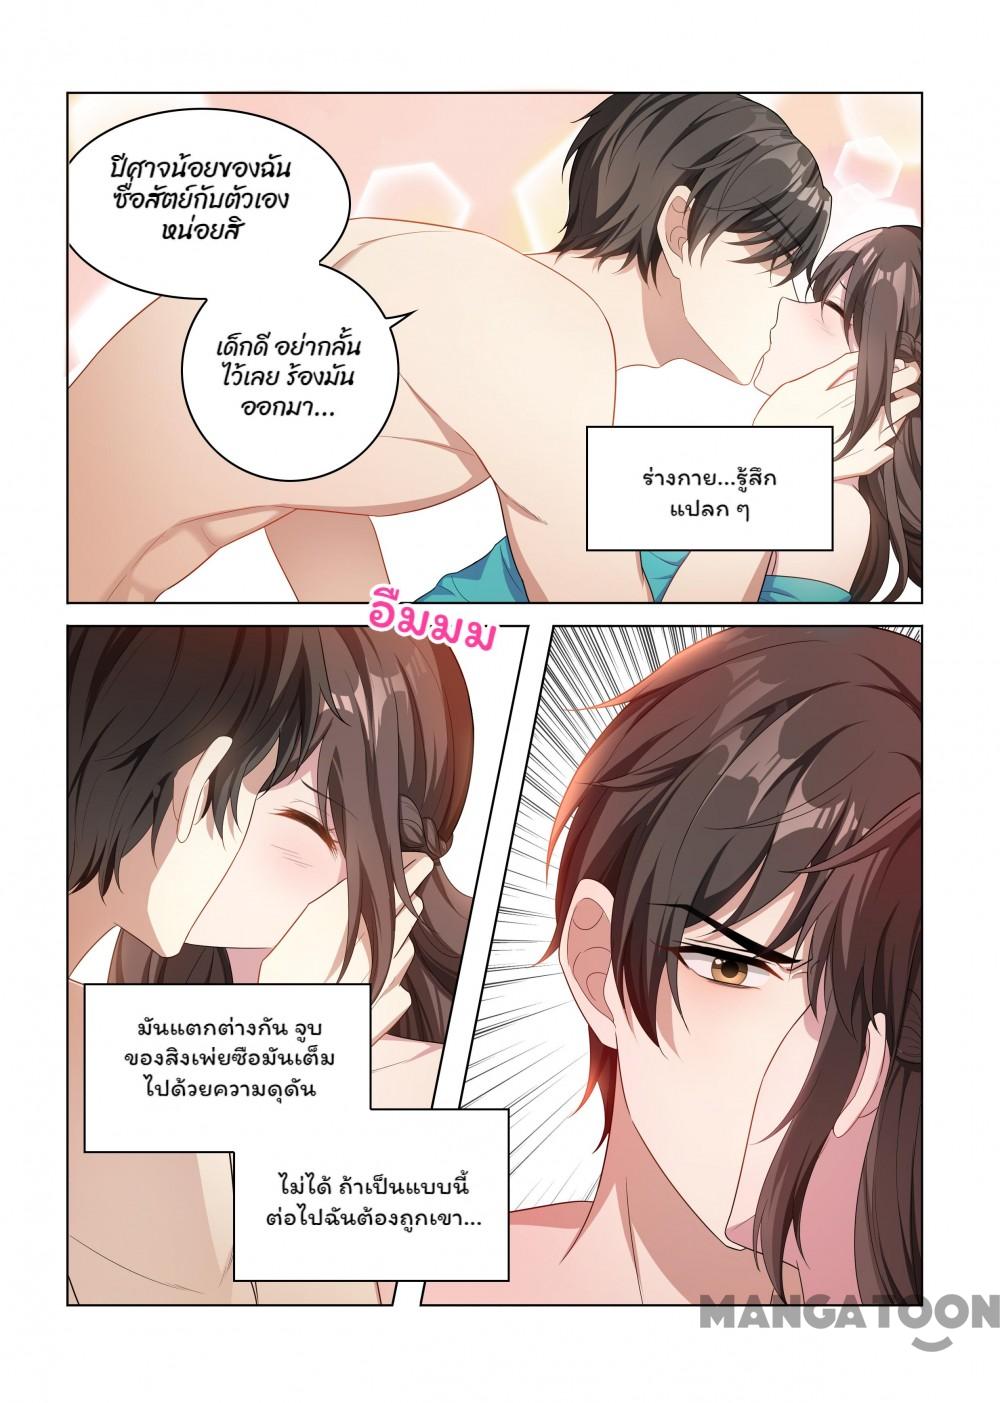 ปีศาจน้อยของฉัน
ซื่อสัตย์กับตัวเอง
หน่อยสิ
เด็กดี อย่ากลั้น
ไว้เลย ร้องมัน
ออกมา...
ร่างกาย...รู้สึก
แปลก ๆ
อืมมม
มันแตกต่างกัน จูบ
ของสิงเพ่ยซือมันเต็ม
ไปด้วยความดุดัน
ไม่ได้ ถ้าเป็นแบบนี้
ต่อไปฉันต้องถูกเขา...
MANGATOON